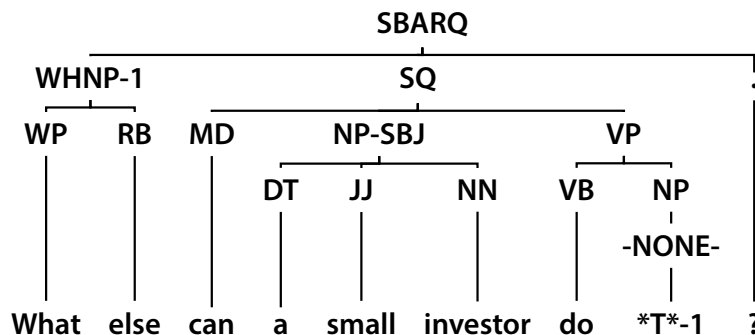 SBARQ
WHNP-1 SQ
WP RB MD NP-SBJ VP
DT JJ NN VB NP
-NONE-
What else can a small investor do *T*-1